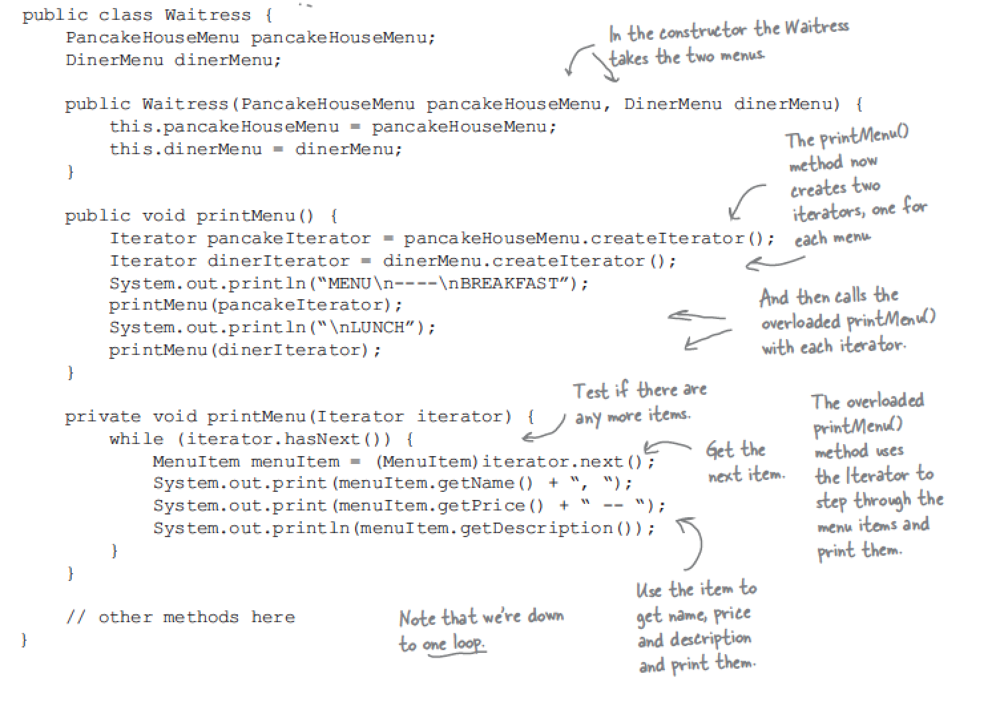 public class Waitress {
PancakeHouseMenu pancakeHouseMenu;
DinerMenu dinerMenu;
In the constructor the Waitress
takes the two menus.
public Waitress(PancakeHouseMenu pancakeHouseMenu, DinerMenu dinerMenu) {
this.pancakeHouseMenu = pancakeHouseMenu;
this.dinerMenu = dinerMenu;
}
The printMenu()
method now
creates two
iterators, one for
each menu
public void printMenu() {
Iterator pancakeIterator = pancakeHouseMenu.createIterator();
Iterator dinerIterator = dinerMenu.createIterator();
System.out.println(“MENU\n----\nBREAKFAST”);
printMenu(pancakeIterator);
System.out.println(“\nLUNCH”);
printMenu(dinerIterator);
}
And then calls the
overloaded printMenu()
with each iterator.
Test if there are
any more items.
private void printMenu(Iterator iterator) {
while (iterator.hasNext()) {
MenuItem menuItem = (MenuItem)iterator.next();
System.out.print(menuItem.getName() + “, “);
System.out.print(menuItem.getPrice() + “ -- “);
System.out.println(menuItem.getDescription());
}
}
Get the
next item.
The overloaded
printMenu()
method uses
the Iterator to
step through the
menu items and
print them.
Use the item to
get name, price
and description
and print them.
// other methods here
}
Note that we're down
to one loop.